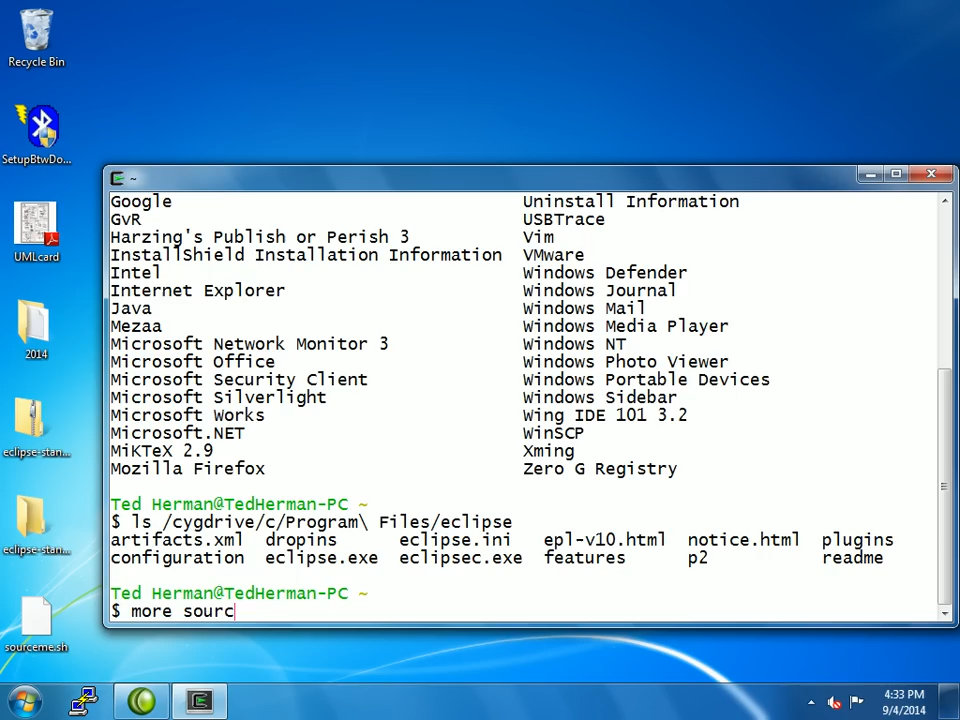 Recycle Bin
SetupBtwDo...
UMLcard
2014
eclipse-stan...
eclipse-stan...
sourceme.sh
~
Google Uninstall Information
GvR USBTrace
Harzing's Publish or Perish 3 Vim
InstallShield Installation Information VMware
Intel Windows Defender
Internet Explorer Windows Journal
Java Windows Mail
Mezaa Windows Media Player
Microsoft Network Monitor 3 Windows NT
Microsoft Office Windows Photo Viewer
Microsoft Security Client Windows Portable Devices
Microsoft Silverlight Windows Sidebar
Microsoft Works Wing IDE 101 3.2
Microsoft.NET WinSCP
MiKTeX 2.9 Xming
Mozilla Firefox Zero G Registry
Ted Herman@TedHerman-PC ~
$ ls /cygdrive/c/Program\ Files/eclipse
artifacts.xml dropins eclipse.ini epl-v10.html notice.html plugins
configuration eclipse.exe eclipsec.exe features p2 readme
Ted Herman@TedHerman-PC ~
$ more sourc
4:33 PM
9/4/2014